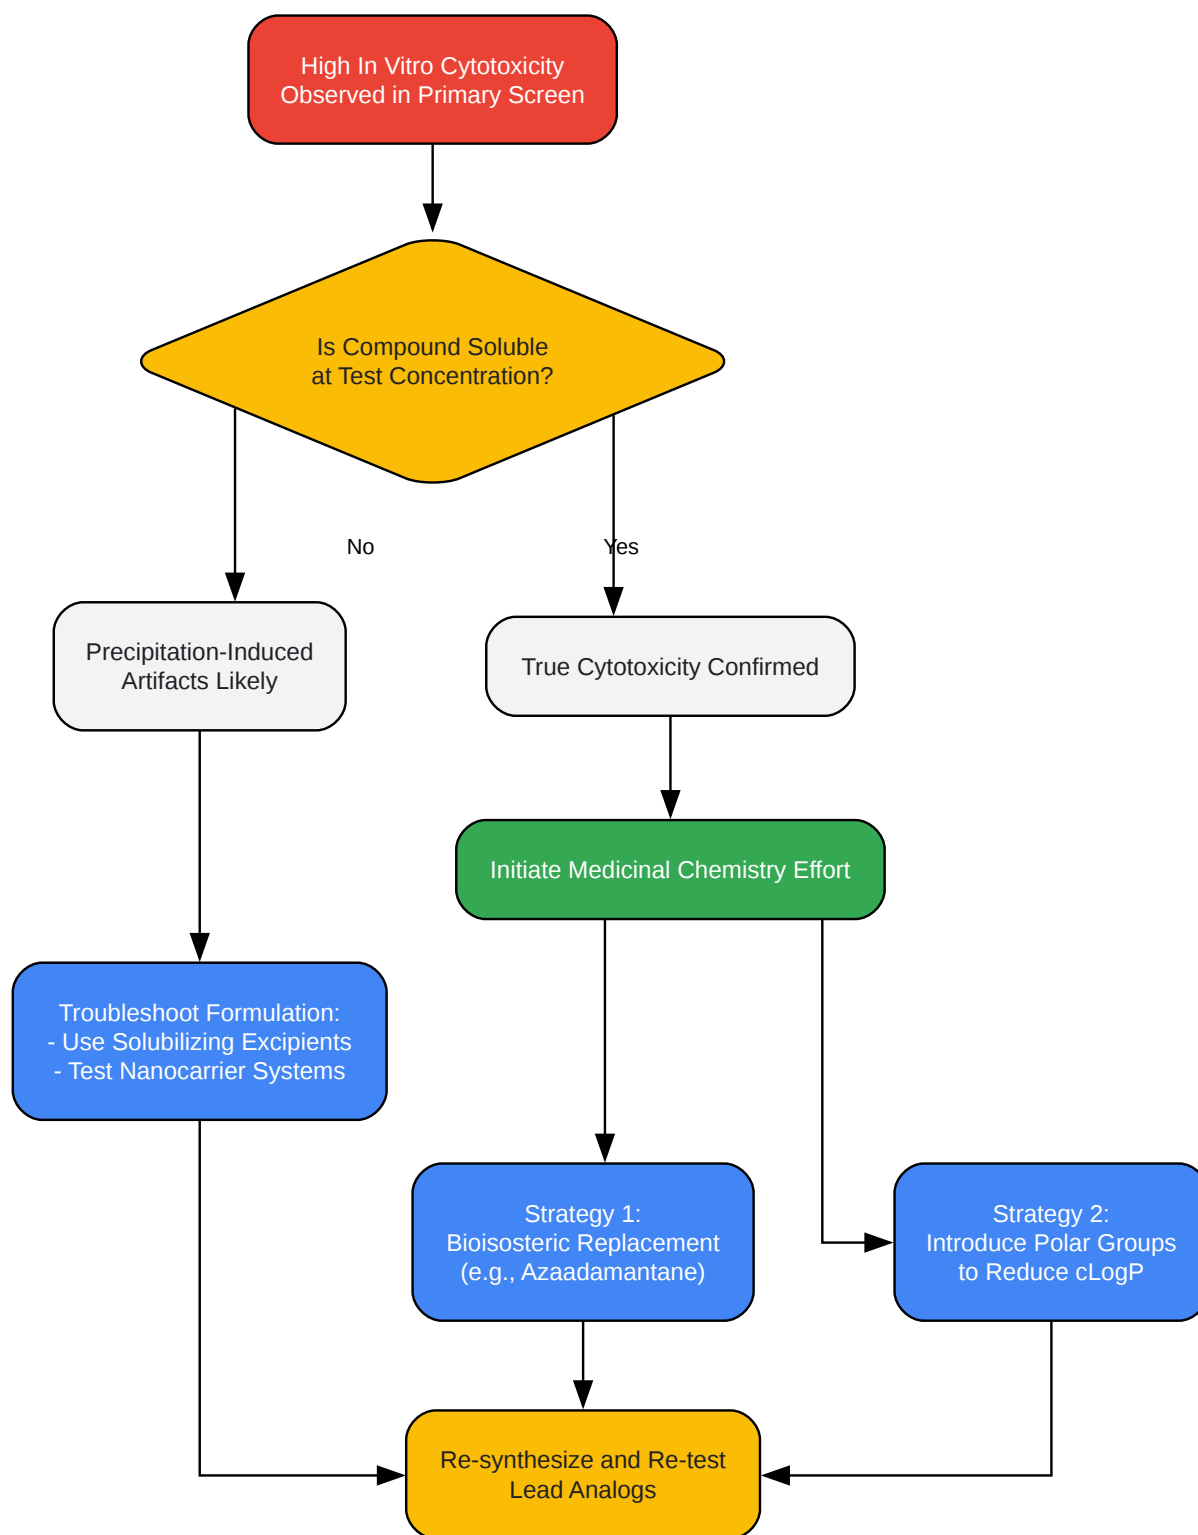 High In Vitro Cytotoxicity
Observed in Primary Screen
Is Compound Soluble
at Test Concentration?
No
Yes
Precipitation-Induced
Artifacts Likely
True Cytotoxicity Confirmed
Initiate Medicinal Chemistry Effort
Troubleshoot Formulation:
- Use Solubilizing Excipients
- Test Nanocarrier Systems
Strategy 1:
Bioisosteric Replacement
(e.g., Azaadamantane)
Strategy 2:
Introduce Polar Groups
to Reduce cLogP
Re-synthesize and Re-test
Lead Analogs